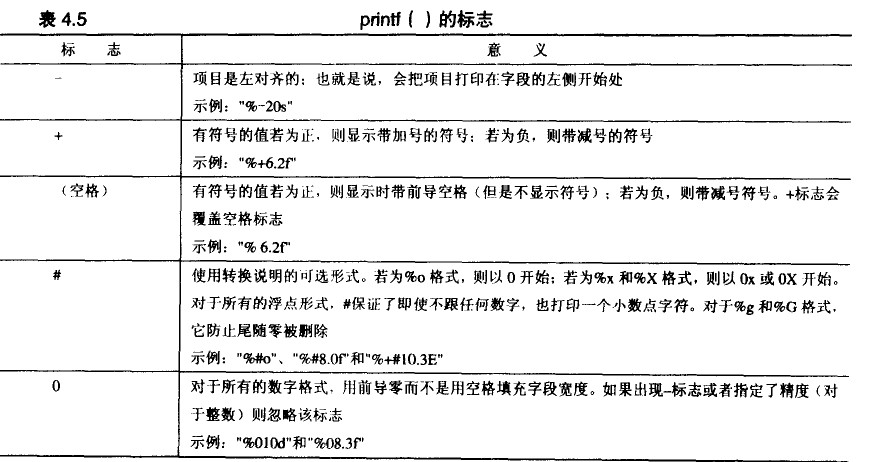 表 4.5 printf ( ) 的标志
标 志 意 义
- 项目是左对齐的；也就是说，会把项目打印在字段的左侧开始处
示例："%-20s"
+ 有符号的值若为正，则显示带加号的符号；若为负，则带减号的符号
示例："%+6.2f"
（空格） 有符号的值若为正，则显示时带前导空格（但是不显示符号）；若为负，则带减号符号。+标志会
覆盖空格标志
示例："% 6.2f"
# 使用转换说明的可选形式。若为%o 格式，则以 0 开始；若为%x 和%X 格式，则以 0x 或 0X 开始。
对于所有的浮点形式，#保证了即使不跟任何数字，也打印一个小数点字符。对于%g 和%G 格式，
它防止尾随零被删除
示例："%#o"、"%#8.0f"和"%+#10.3E"
0 对于所有的数字格式，用前导零而不是用空格填充字段宽度。如果出现-标志或者指定了精度（对
于整数）则忽略该标志
示例："%010d"和"%08.3f"